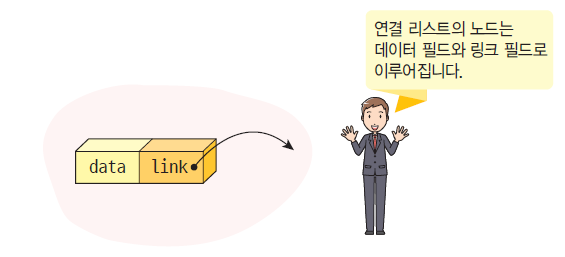 연결 리스트의 노드는
데이터 필드와 링크 필드로
이루어집니다.
data link